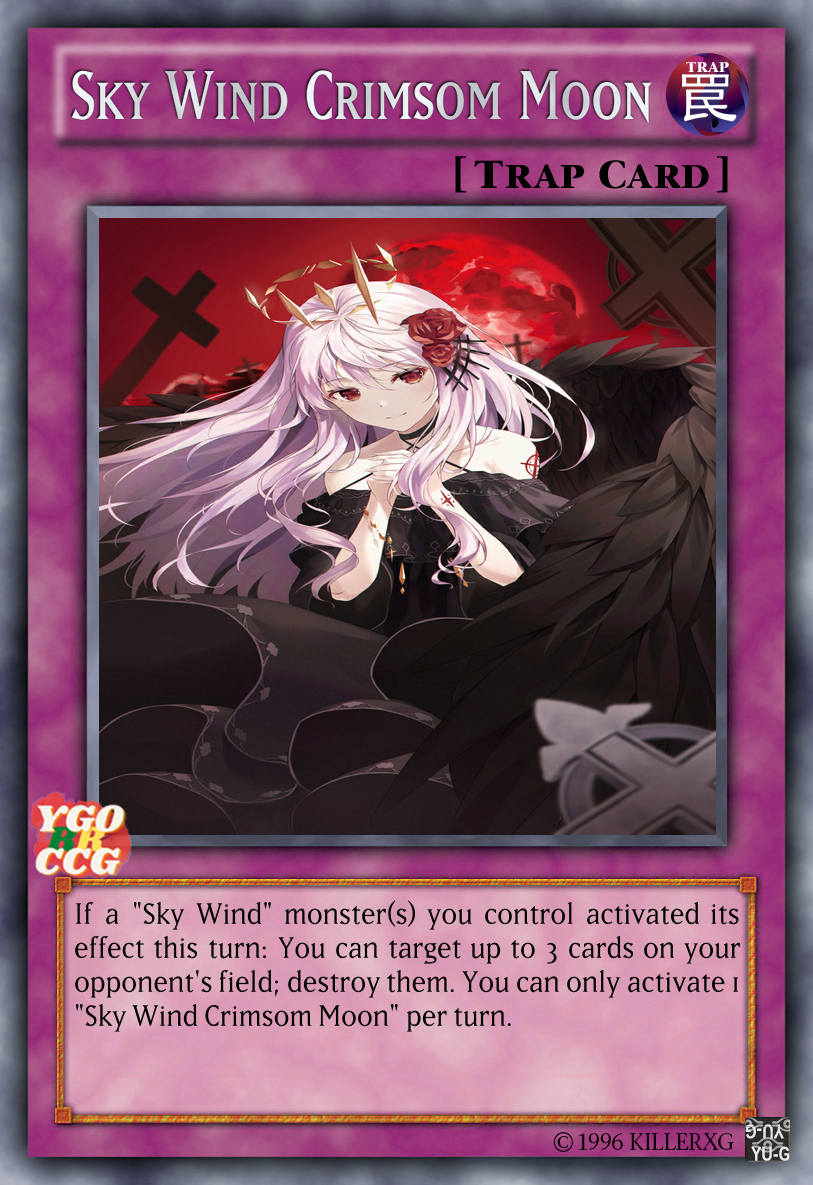 Sky Wind Crimsom Moon
TRAP
罠
[Trap Card]
YGO
BR
CCG
If a "Sky Wind" monster(s) you control activated its
effect this turn: You can target up to 3 cards on your
opponent's field; destroy them. You can only activate 1
"Sky Wind Crimsom Moon" per turn.
© 1996 KILLERXG
YU-G